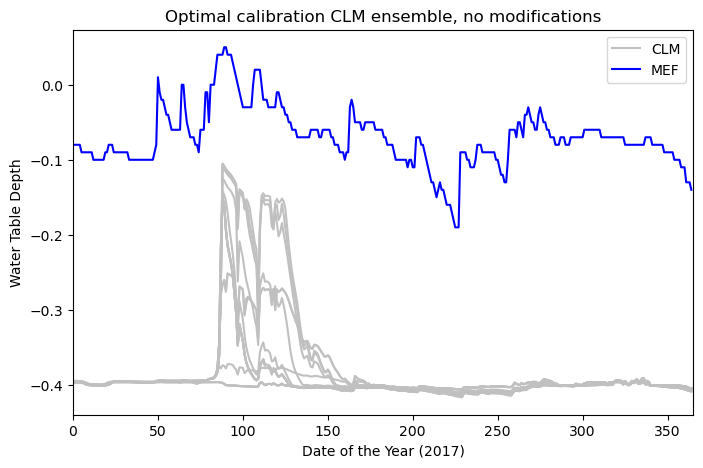 Optimal calibration CLM ensemble, no modifications
CLM
MEF
Water Table Depth
0.0
−0.1
−0.2
−0.3
−0.4
0 50 100 150 200 250 300 350
Date of the Year (2017)